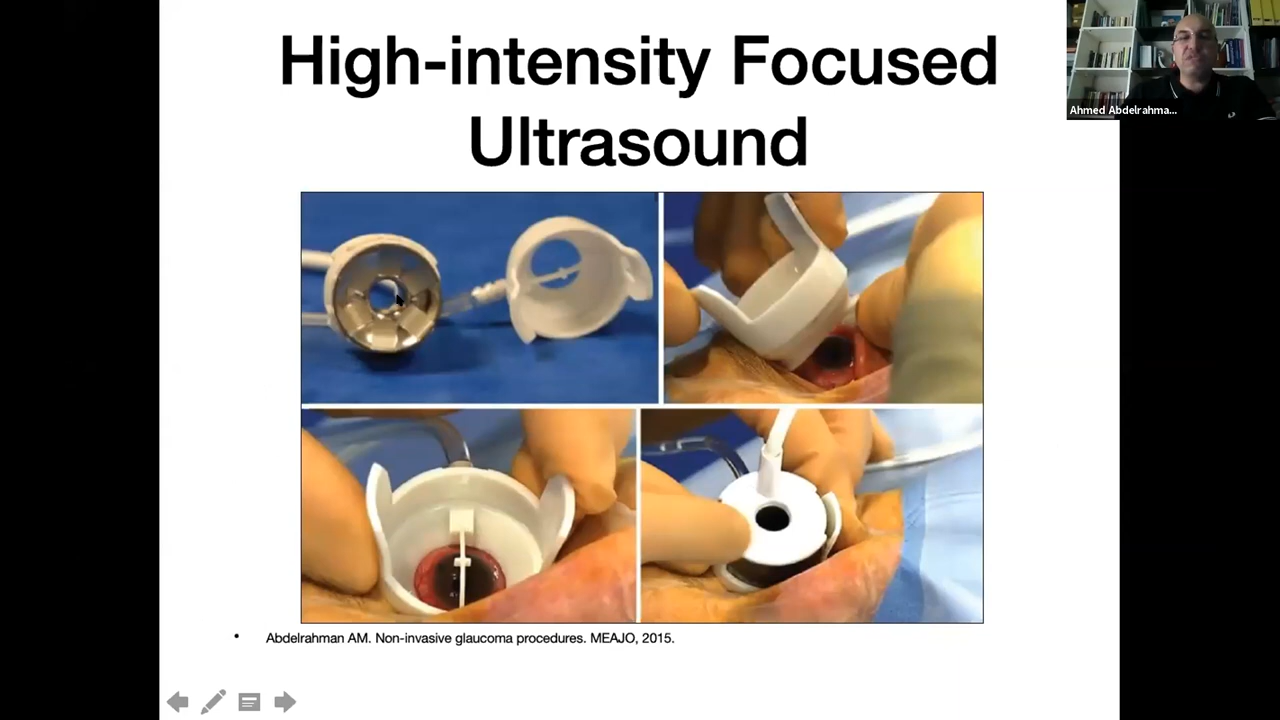 High-intensity Focused
Ultrasound
Ahmed Abdelrahma...
• Abdelrahman AM. Non-invasive glaucoma procedures. MEAJO, 2015.